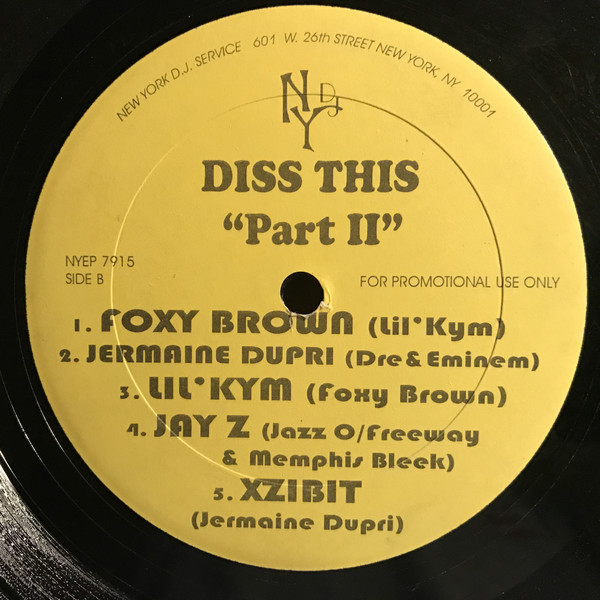 NEW YORK D.J. SERVICE 601 W. 26th STREET NEW YORK, NY 10001
NY DJ
DISS THIS
“Part II”
NYEP 7915
SIDE B
FOR PROMOTIONAL USE ONLY
1. FOXY BROWN (Lil'Kym)
2. JERMAINE DUPRI (Dre & Eminem)
3. LIL'KYM (Foxy Brown)
4. JAY Z (Jazz O/Freeway
& Memphis Bleek)
5. XZIBIT
(Jermaine Dupri)